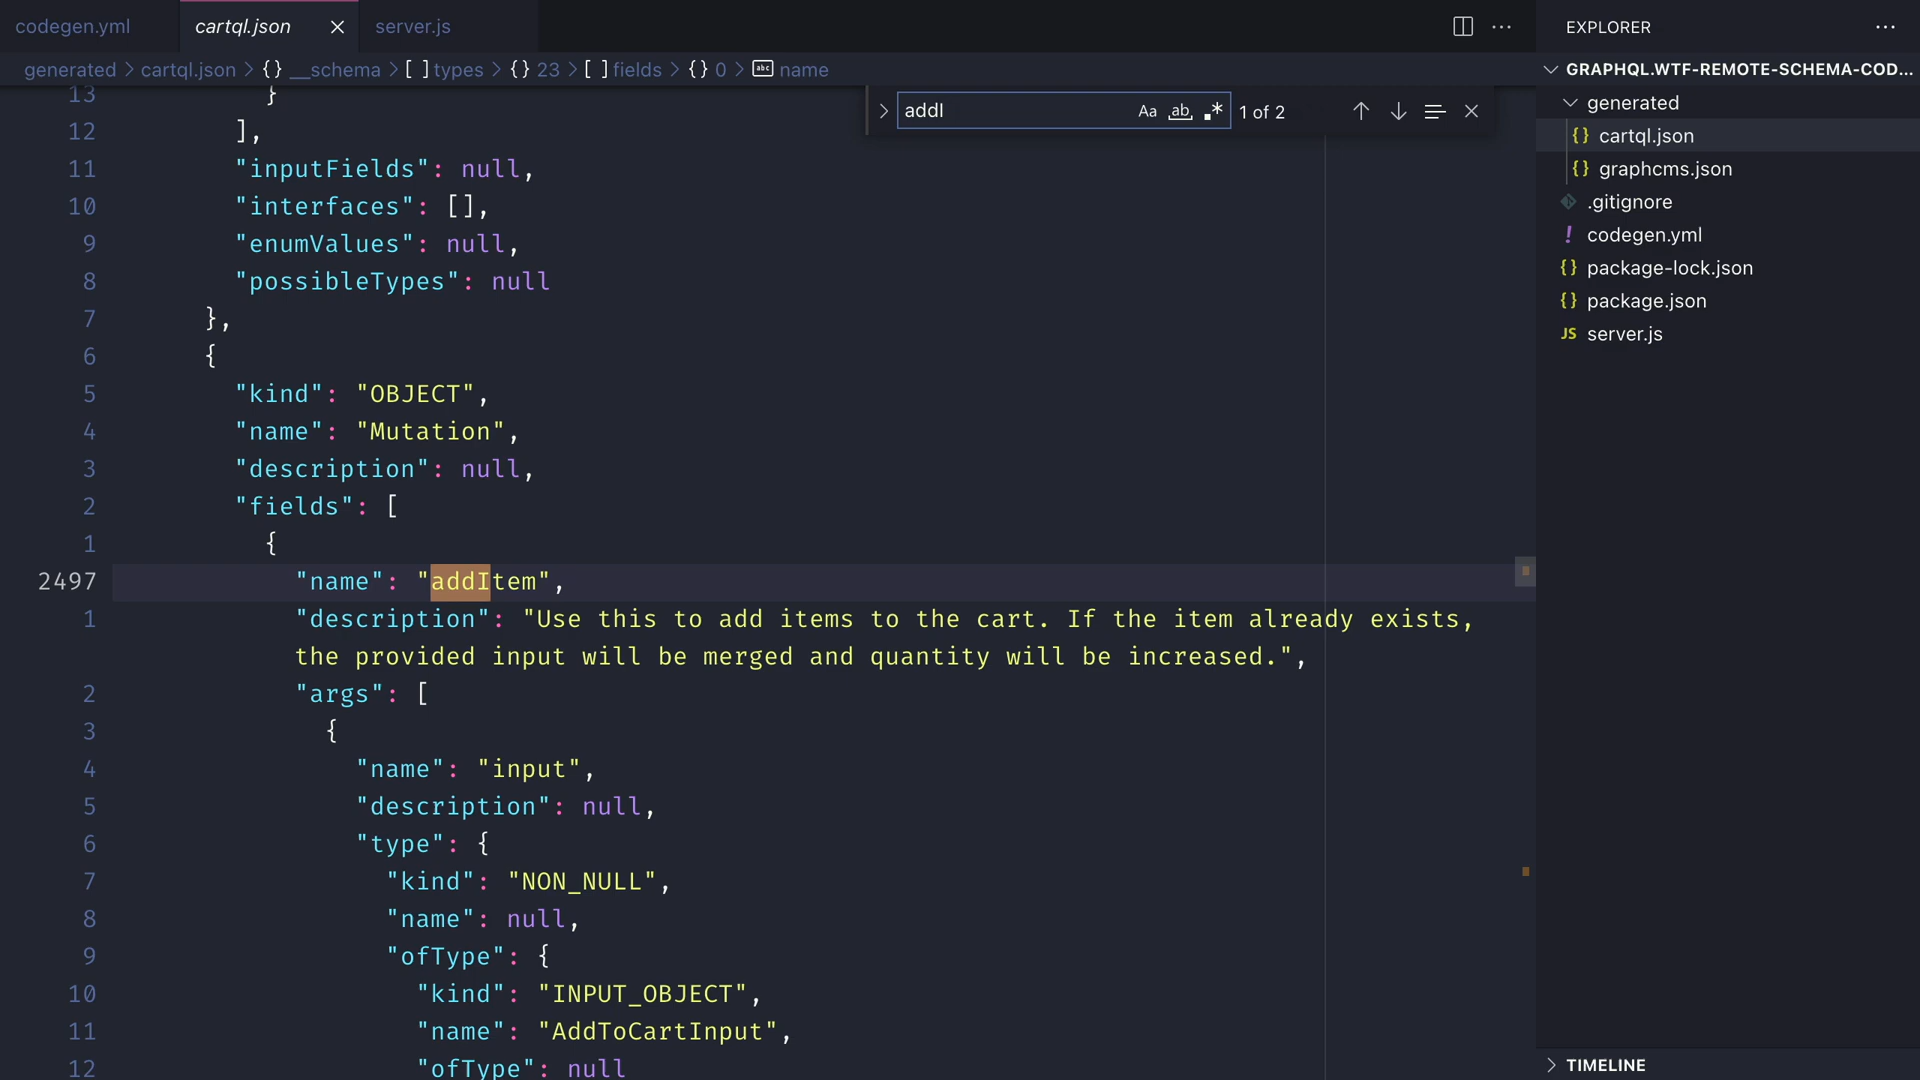 codegen.yml
cartql.json
server.js
EXPLORER
generated > cartql.json > {} __schema > [ ] types > {} 23 > [ ] fields > {} 0 > abc name
GRAPHQL.WTF-REMOTE-SCHEMA-COD...
addI
Aa ab .* 1 of 2
13 }
12 ],
11 "inputFields": null,
10 "interfaces": [],
9 "enumValues": null,
8 "possibleTypes": null
7 },
6 {
5 "kind": "OBJECT",
4 "name": "Mutation",
3 "description": null,
2 "fields": [
1 {
2497 "name": "addItem",
1 "description": "Use this to add items to the cart. If the item already exists,
the provided input will be merged and quantity will be increased.",
2 "args": [
3 {
4 "name": "input",
5 "description": null,
6 "type": {
7 "kind": "NON_NULL",
8 "name": null,
9 "ofType": {
10 "kind": "INPUT_OBJECT",
11 "name": "AddToCartInput",
12 "ofType": null
generated
{} cartql.json
{} graphcms.json
.gitignore
! codegen.yml
{} package-lock.json
{} package.json
JS server.js
TIMELINE